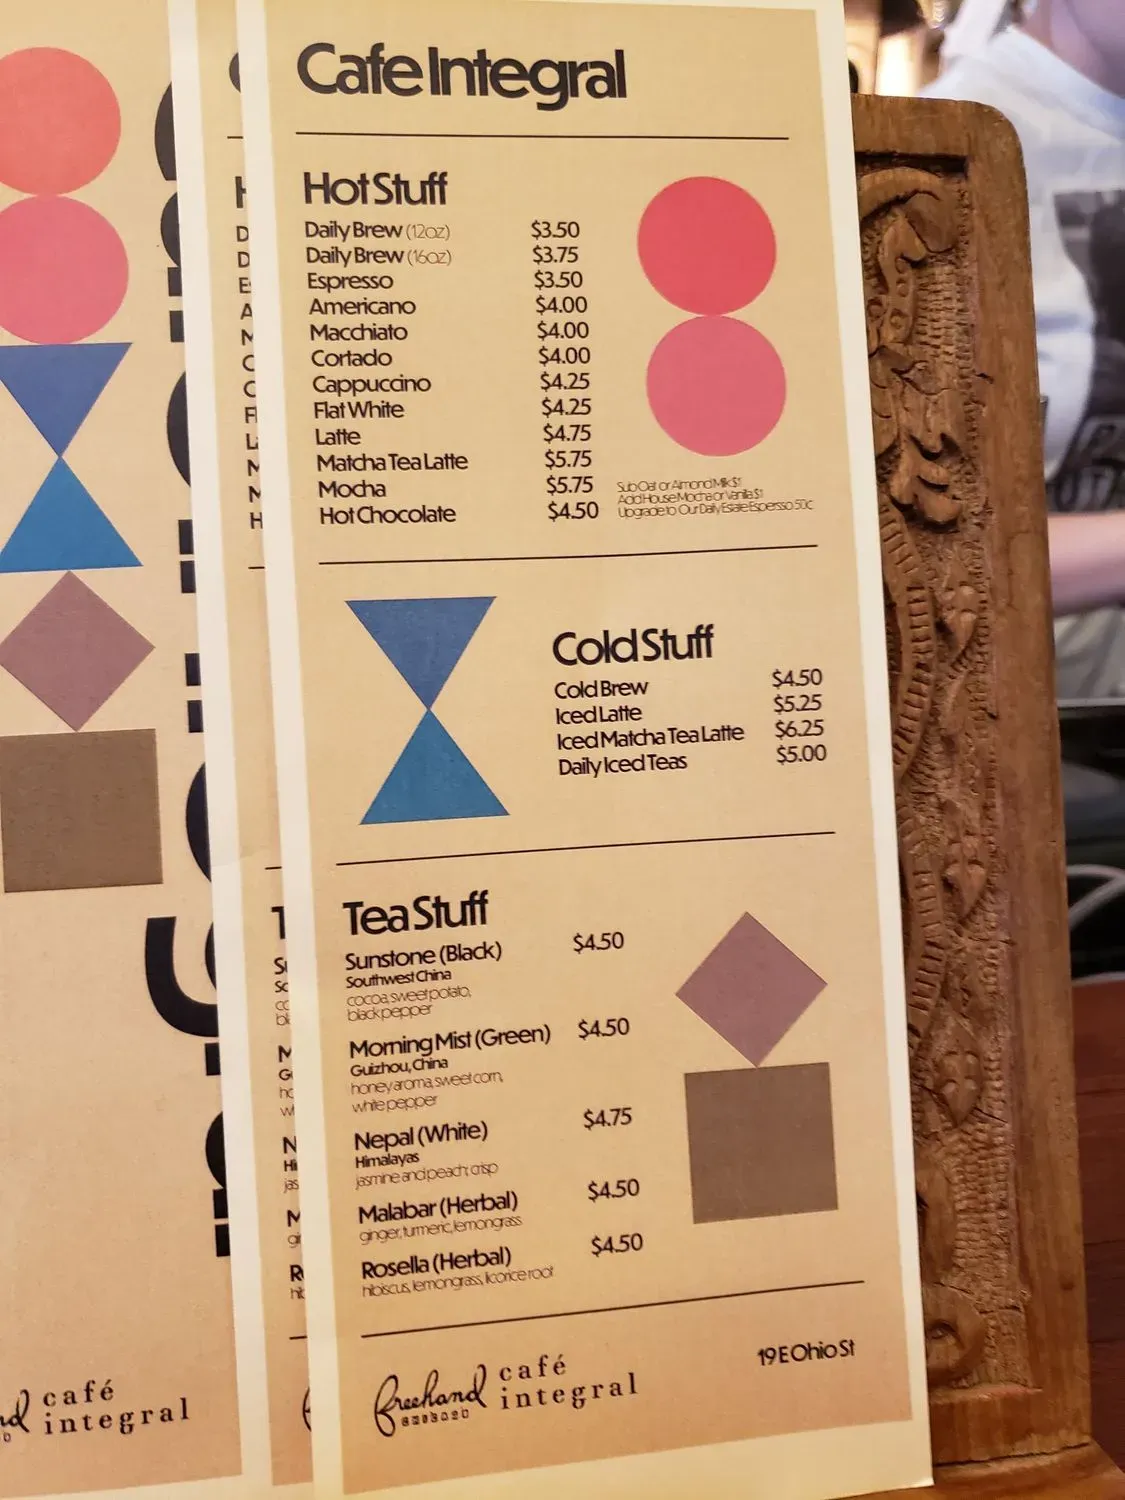 Cafe Integral
Hot Stuff
Daily Brew (12oz) $3.50
Daily Brew (16oz) $3.75
Espresso $3.50
Americano $4.00
Macchiato $4.00
Cortado $4.00
Cappuccino $4.25
Flat White $4.25
Latte $4.75
Matcha Tea Latte $5.75
Mocha $5.75
Hot Chocolate $4.50
Sub Oat or Almond Milk $1
Add House Mocha or Vanilla $1
Upgrade to Our Daily Estate Espersso 50c
Cold Stuff
Cold Brew $4.50
Iced Latte $5.25
Iced Matcha Tea Latte $6.25
Daily Iced Teas $5.00
Tea Stuff
Sunstone (Black) $4.50
Southwest China
cocoa, sweet potato,
black pepper
Morning Mist (Green) $4.50
Guizhou, China
honey aroma, sweet corn,
white pepper
Nepal (White) $4.75
Himalayas
jasmine and peach; crisp
Malabar (Herbal) $4.50
ginger, turmeric, lemongrass
Rosella (Herbal) $4.50
hibiscus, lemongrass, licorice root
freehand café
integral
19 E Ohio St
café
integral